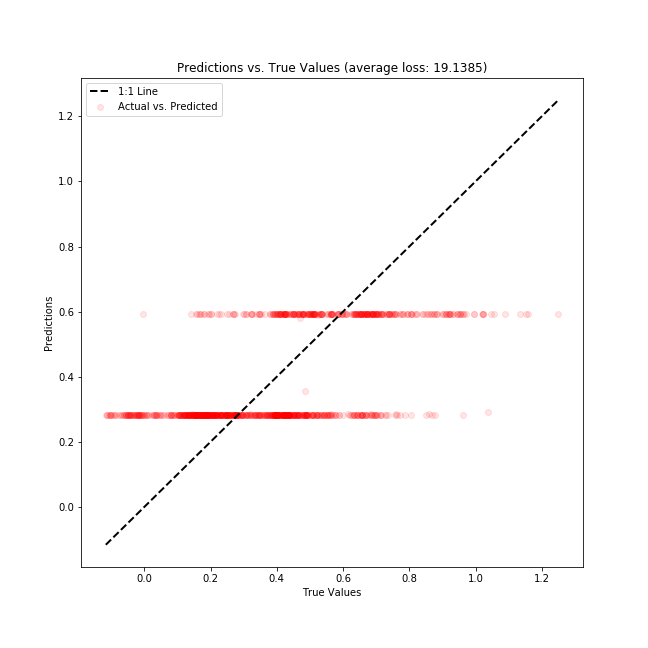 Predictions vs. True Values (average loss: 19.1385)
1:1 Line
Actual vs. Predicted
1.2
1.0
0.8
0.6
0.4
0.2
0.0
Predictions
0.0 0.2 0.4 0.6 0.8 1.0 1.2
True Values